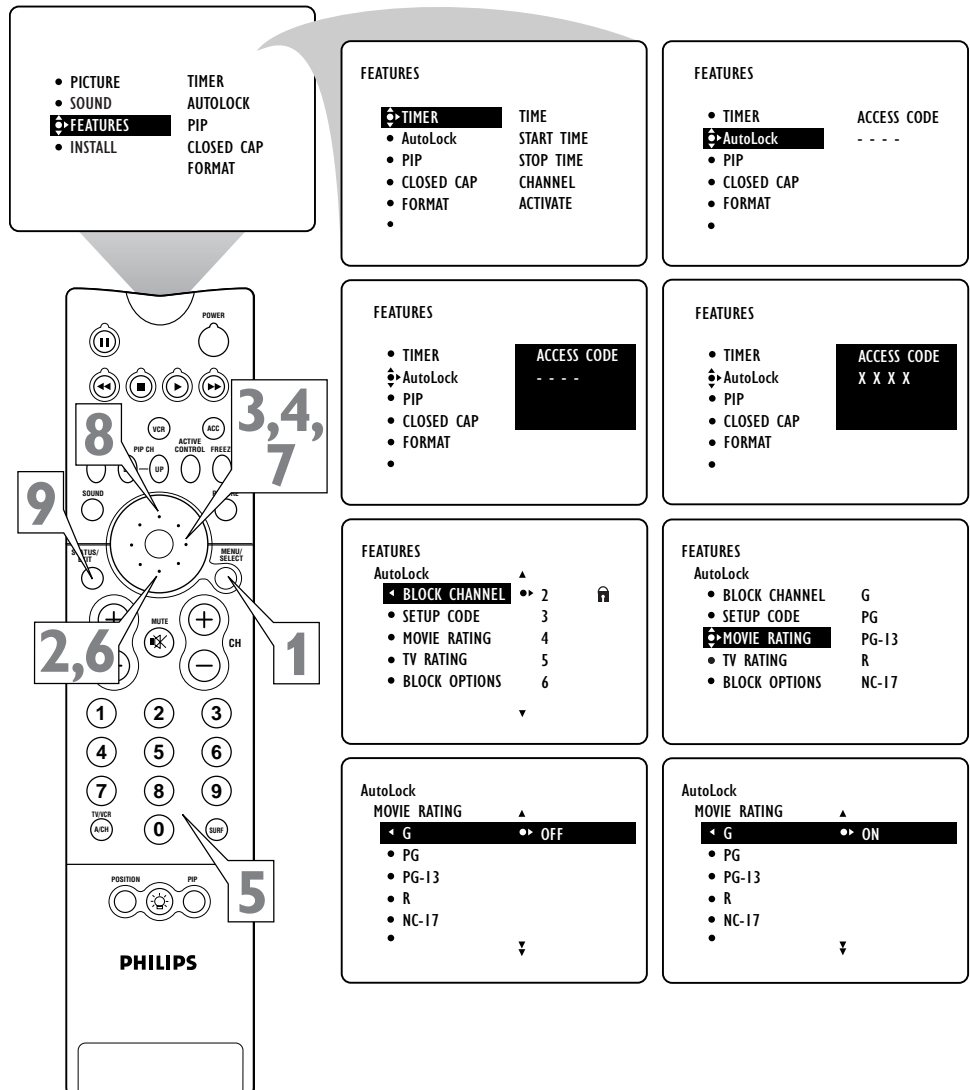 PICTURE TIMER
SOUND AUTOLOCK
FEATURES PIP
INSTALL CLOSED CAP
FORMAT
FEATURES
TIMER TIME
AutoLock START TIME
PIP STOP TIME
CLOSED CAP CHANNEL
FORMAT ACTIVATE
FEATURES
TIMER ACCESS CODE
AutoLock - - - -
PIP
CLOSED CAP
FORMAT
FEATURES
TIMER ACCESS CODE
AutoLock - - - -
PIP
CLOSED CAP
FORMAT
FEATURES
TIMER ACCESS CODE
AutoLock X X X X
PIP
CLOSED CAP
FORMAT
FEATURES
AutoLock
BLOCK CHANNEL 2
SETUP CODE 3
MOVIE RATING 4
TV RATING 5
BLOCK OPTIONS 6
FEATURES
AutoLock
BLOCK CHANNEL G
SETUP CODE PG
MOVIE RATING PG-13
TV RATING R
BLOCK OPTIONS NC-17
AutoLock
MOVIE RATING
G OFF
PG
PG-13
R
NC-17
AutoLock
MOVIE RATING
G ON
PG
PG-13
R
NC-17
POWER
VCR ACC
PIP CH
ACTIVE
CONTROL
UP
SOUND
MENU/
SELECT
MUTE
CH
1 2 3
4 5 6
7 8 9
TV/VCR
A/CH 0 SURF
POSITION PIP
PHILIPS
8
3,4,
7
9
2,6
1
5